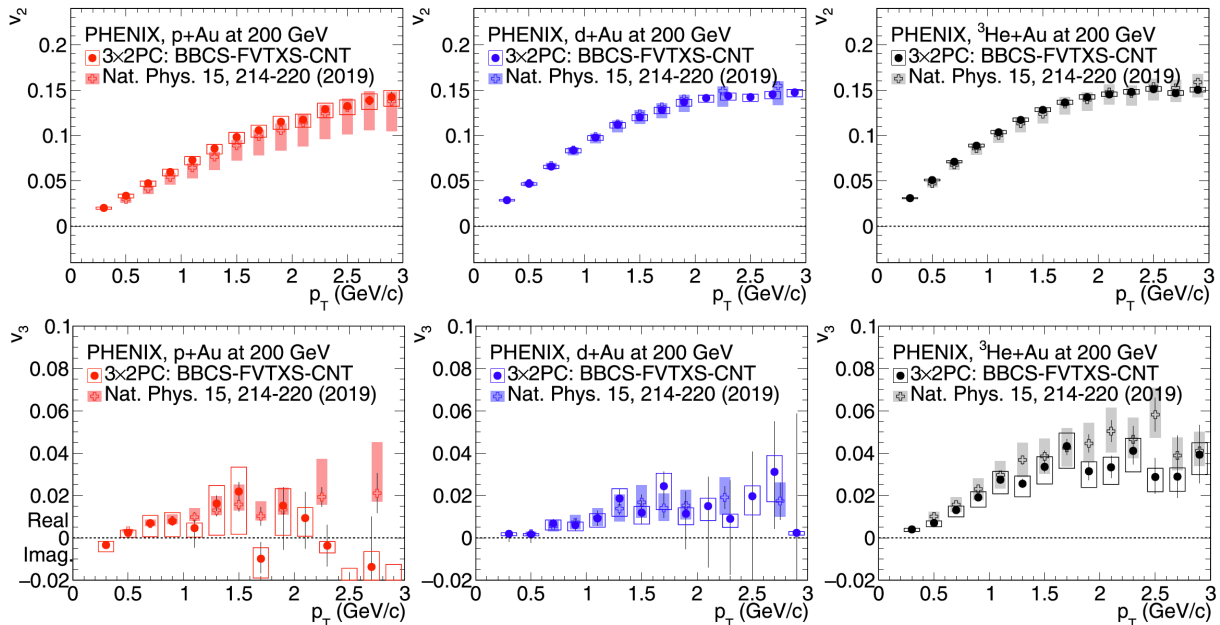 v₂
PHENIX, p+Au at 200 GeV
3×2PC: BBCS-FVTXS-CNT
Nat. Phys. 15, 214-220 (2019)
0.2
0.15
0.1
0.05
0
0 0.5 1 1.5 2 2.5 3
p_T (GeV/c)
v₂
PHENIX, d+Au at 200 GeV
3×2PC: BBCS-FVTXS-CNT
Nat. Phys. 15, 214-220 (2019)
0.2
0.15
0.1
0.05
0
0 0.5 1 1.5 2 2.5 3
p_T (GeV/c)
v₂
PHENIX, ³He+Au at 200 GeV
3×2PC: BBCS-FVTXS-CNT
Nat. Phys. 15, 214-220 (2019)
0.2
0.15
0.1
0.05
0
0 0.5 1 1.5 2 2.5 3
p_T (GeV/c)
v₃
0.1
PHENIX, p+Au at 200 GeV
3×2PC: BBCS-FVTXS-CNT
Nat. Phys. 15, 214-220 (2019)
0.08
0.06
0.04
0.02
Real
0
Imag.
−0.02
0 0.5 1 1.5 2 2.5 3
p_T (GeV/c)
v₃
0.1
PHENIX, d+Au at 200 GeV
3×2PC: BBCS-FVTXS-CNT
Nat. Phys. 15, 214-220 (2019)
0.08
0.06
0.04
0.02
0
−0.02
0 0.5 1 1.5 2 2.5 3
p_T (GeV/c)
v₃
0.1
PHENIX, ³He+Au at 200 GeV
3×2PC: BBCS-FVTXS-CNT
Nat. Phys. 15, 214-220 (2019)
0.08
0.06
0.04
0.02
0
−0.02
0 0.5 1 1.5 2 2.5 3
p_T (GeV/c)